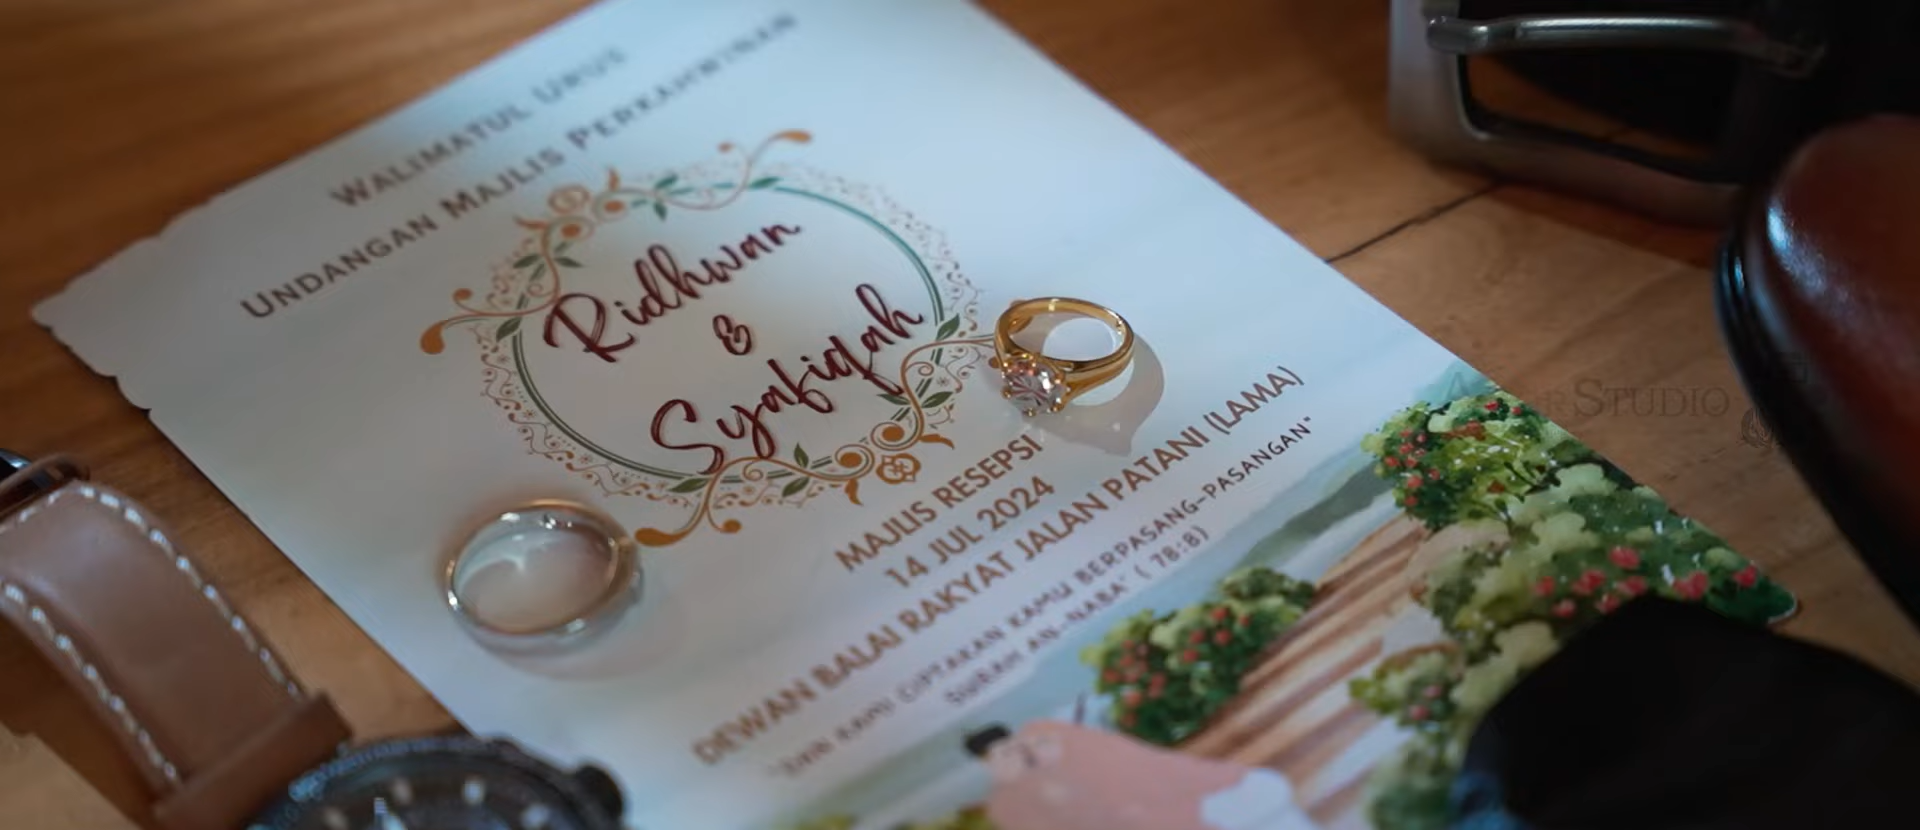 WALIMATUL URUS
UNDANGAN MAJLIS PERKAHWINAN
Ridhwan
&
Syafiqah
MAJLIS RESEPSI
14 JUL 2024
DEWAN BALAI RAKYAT JALAN PATANI (LAMA)
"DAN KAMI CIPTAKAN KAMU BERPASANG-PASANGAN"
SURAH AN-NABA' ( 78:8)
STUDIO